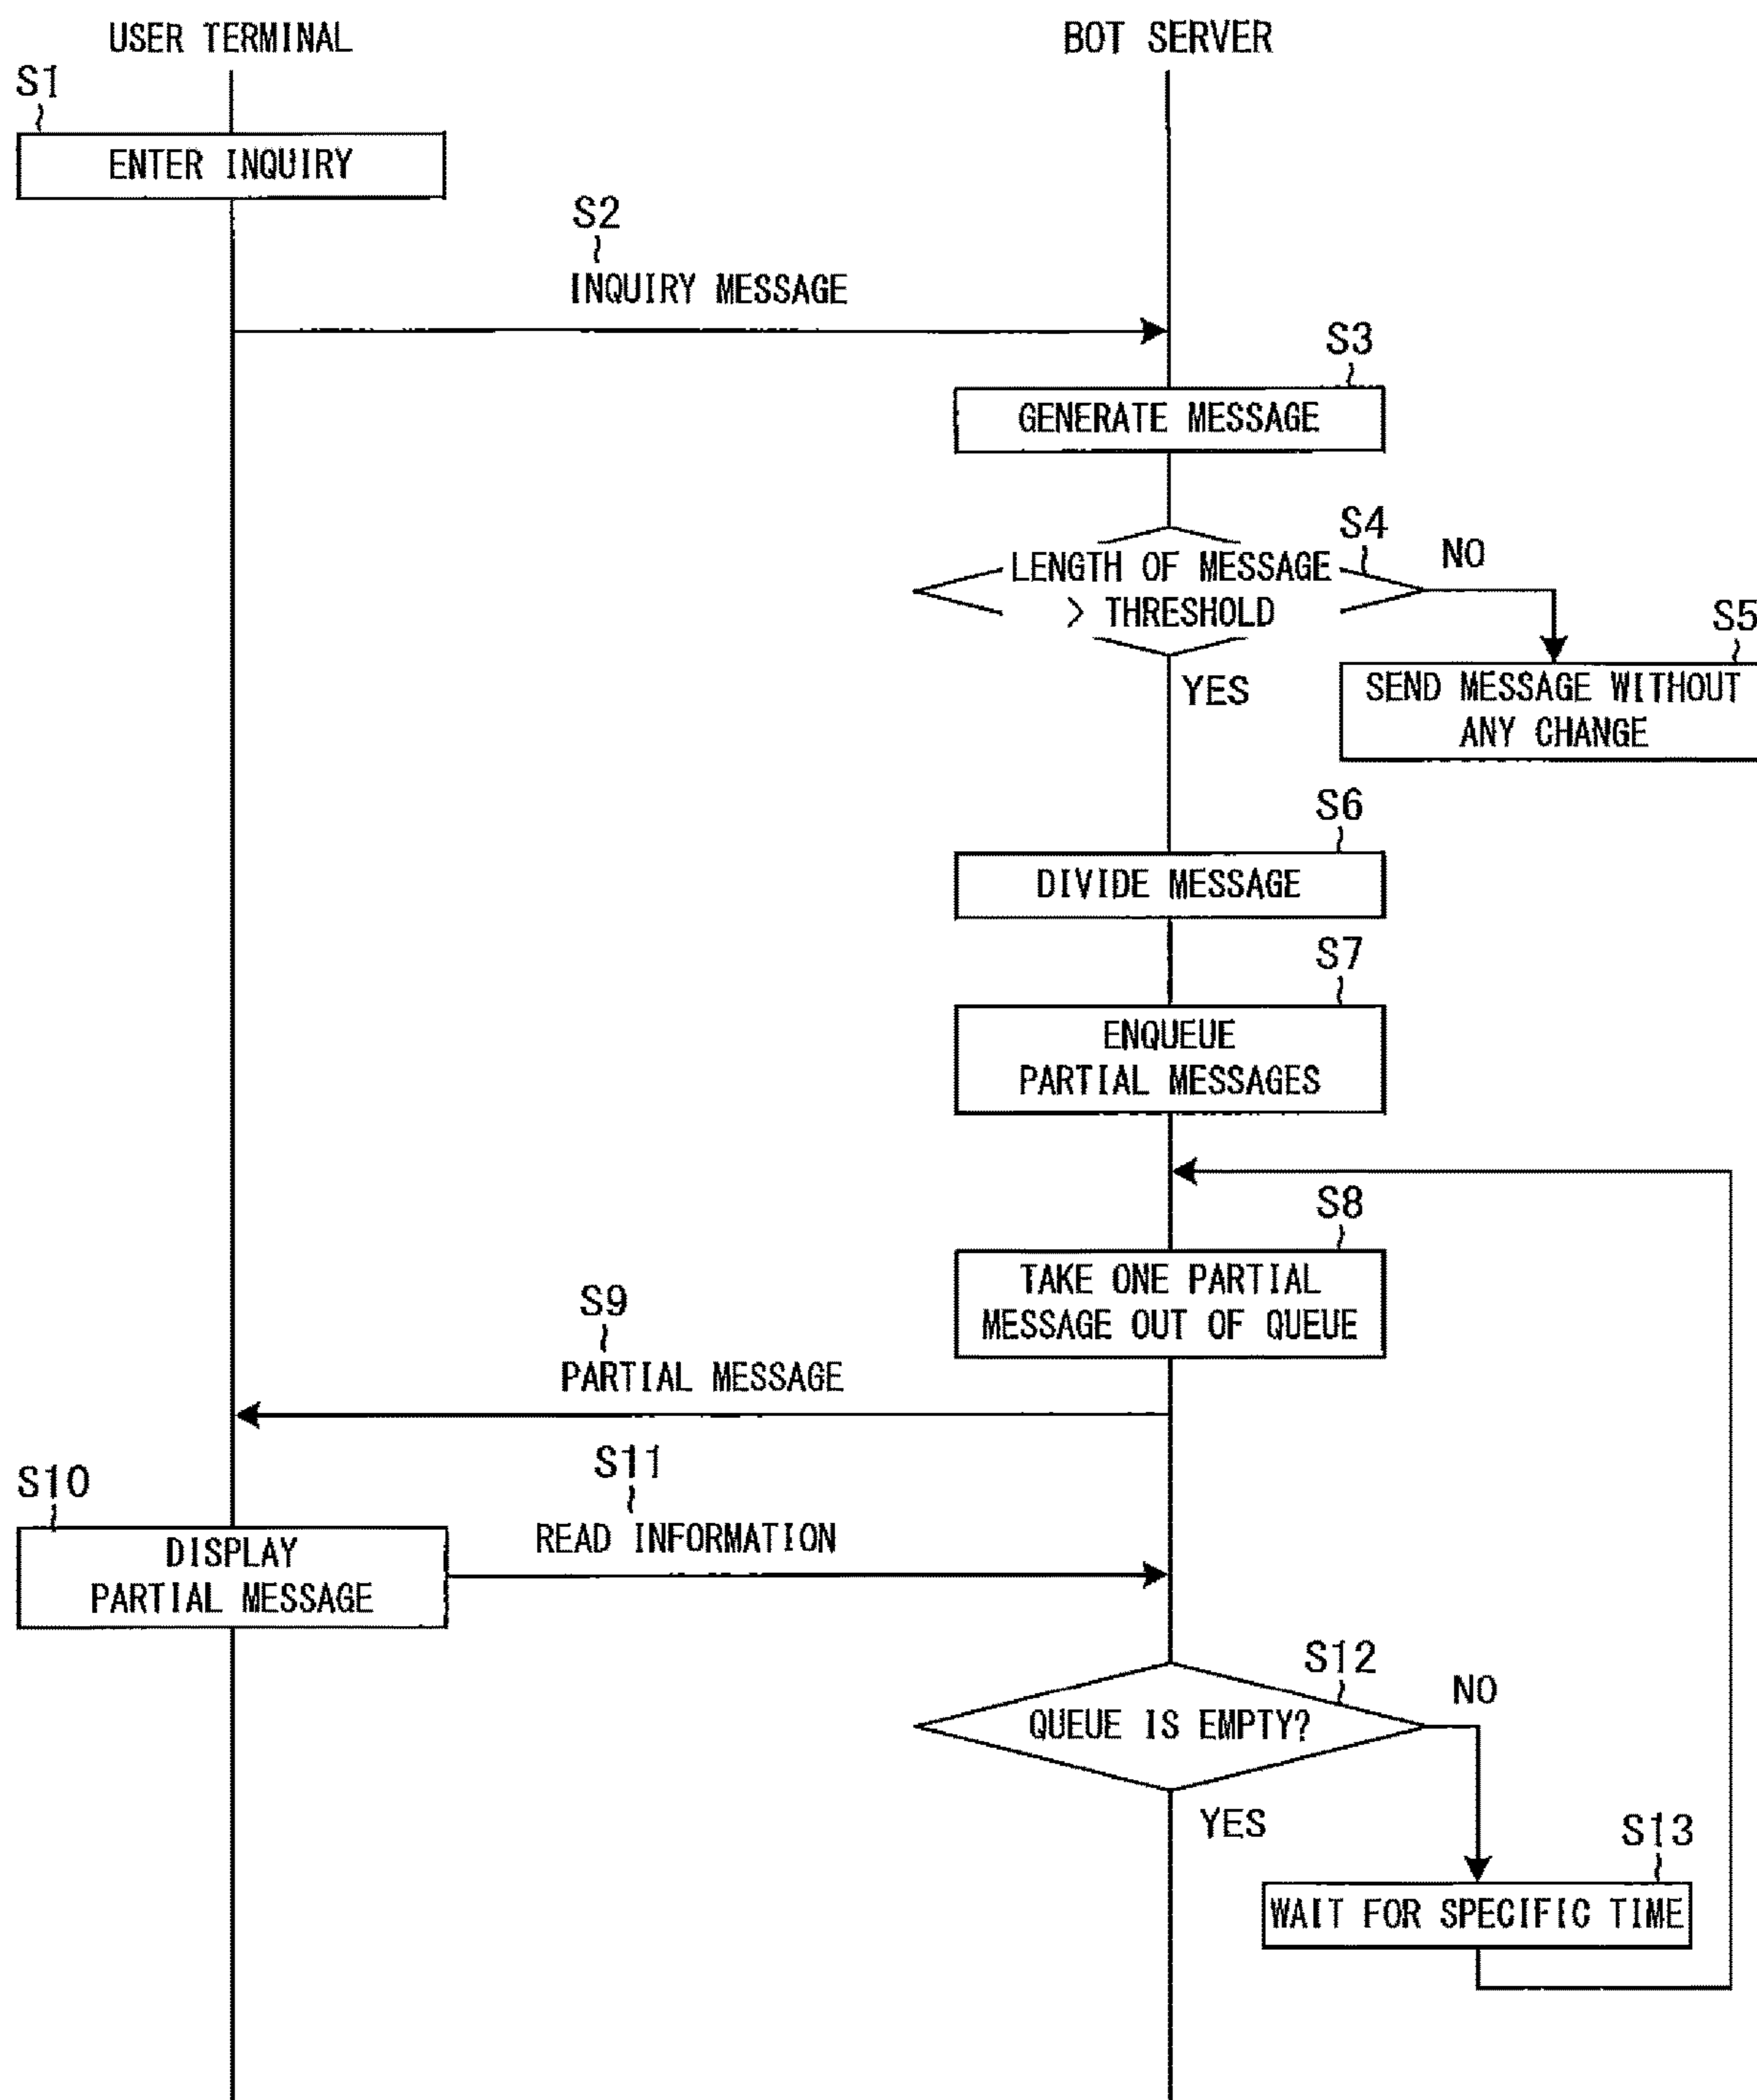 USER TERMINAL
BOT SERVER
S1
ENTER INQUIRY
S2
INQUIRY MESSAGE
S3
GENERATE MESSAGE
S4
LENGTH OF MESSAGE
> THRESHOLD
NO
YES
S5
SEND MESSAGE WITHOUT
ANY CHANGE
S6
DIVIDE MESSAGE
S7
ENQUEUE
PARTIAL MESSAGES
S8
TAKE ONE PARTIAL
MESSAGE OUT OF QUEUE
S9
PARTIAL MESSAGE
S10
DISPLAY
PARTIAL MESSAGE
S11
READ INFORMATION
S12
QUEUE IS EMPTY?
NO
YES
S13
WAIT FOR SPECIFIC TIME